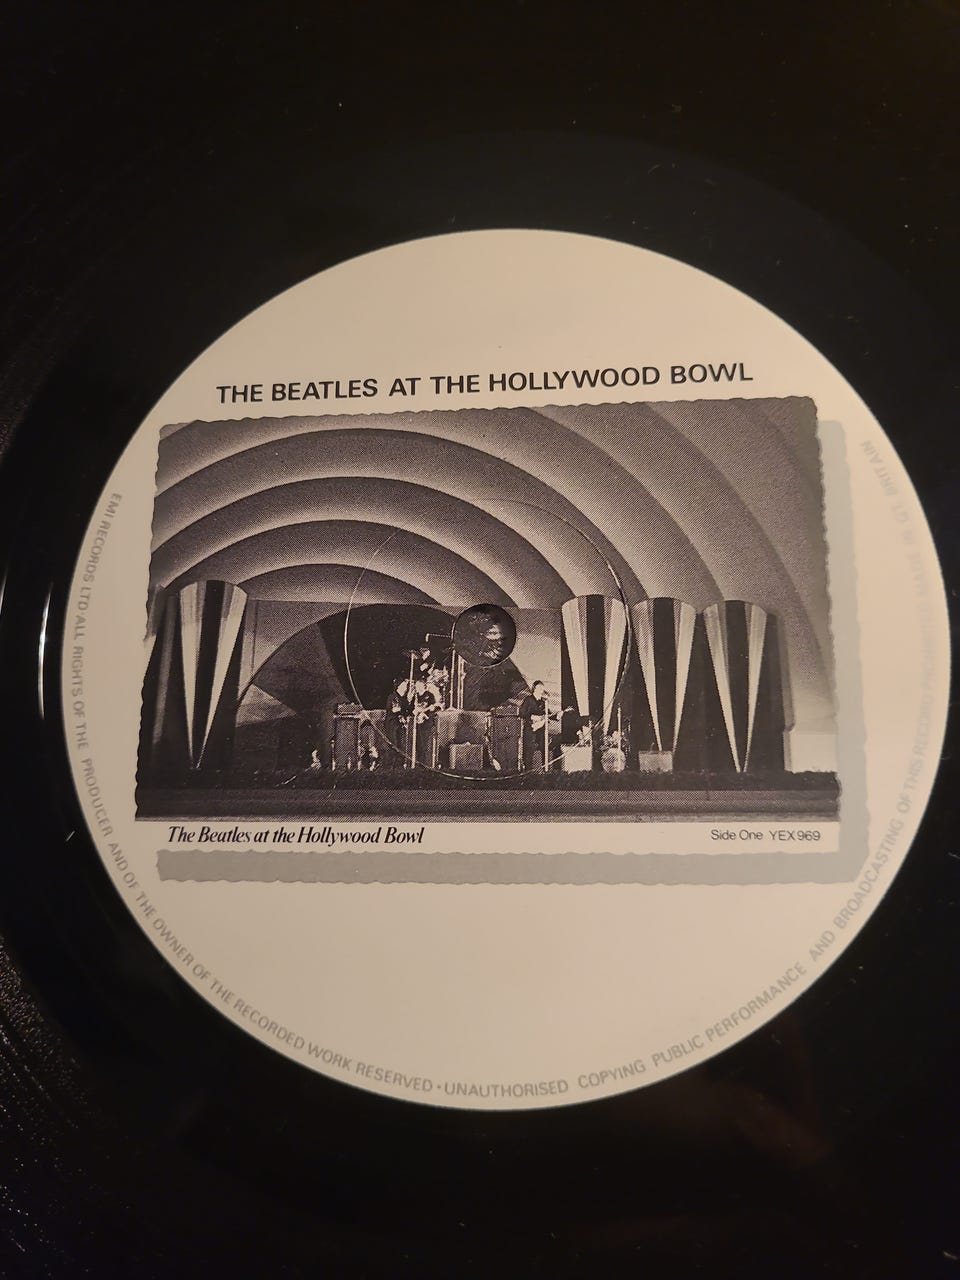 THE BEATLES AT THE HOLLYWOOD BOWL
The Beatles at the Hollywood Bowl
Side One YEX 969
EMI RECORDS LTD ALL RIGHTS OF THE PRODUCER AND OF THE OWNER OF THE RECORDED WORK RESERVED · UNAUTHORISED COPYING PUBLIC PERFORMANCE AND BROADCASTING OF THIS RECORD PROHIBITED MADE IN GT BRITAIN